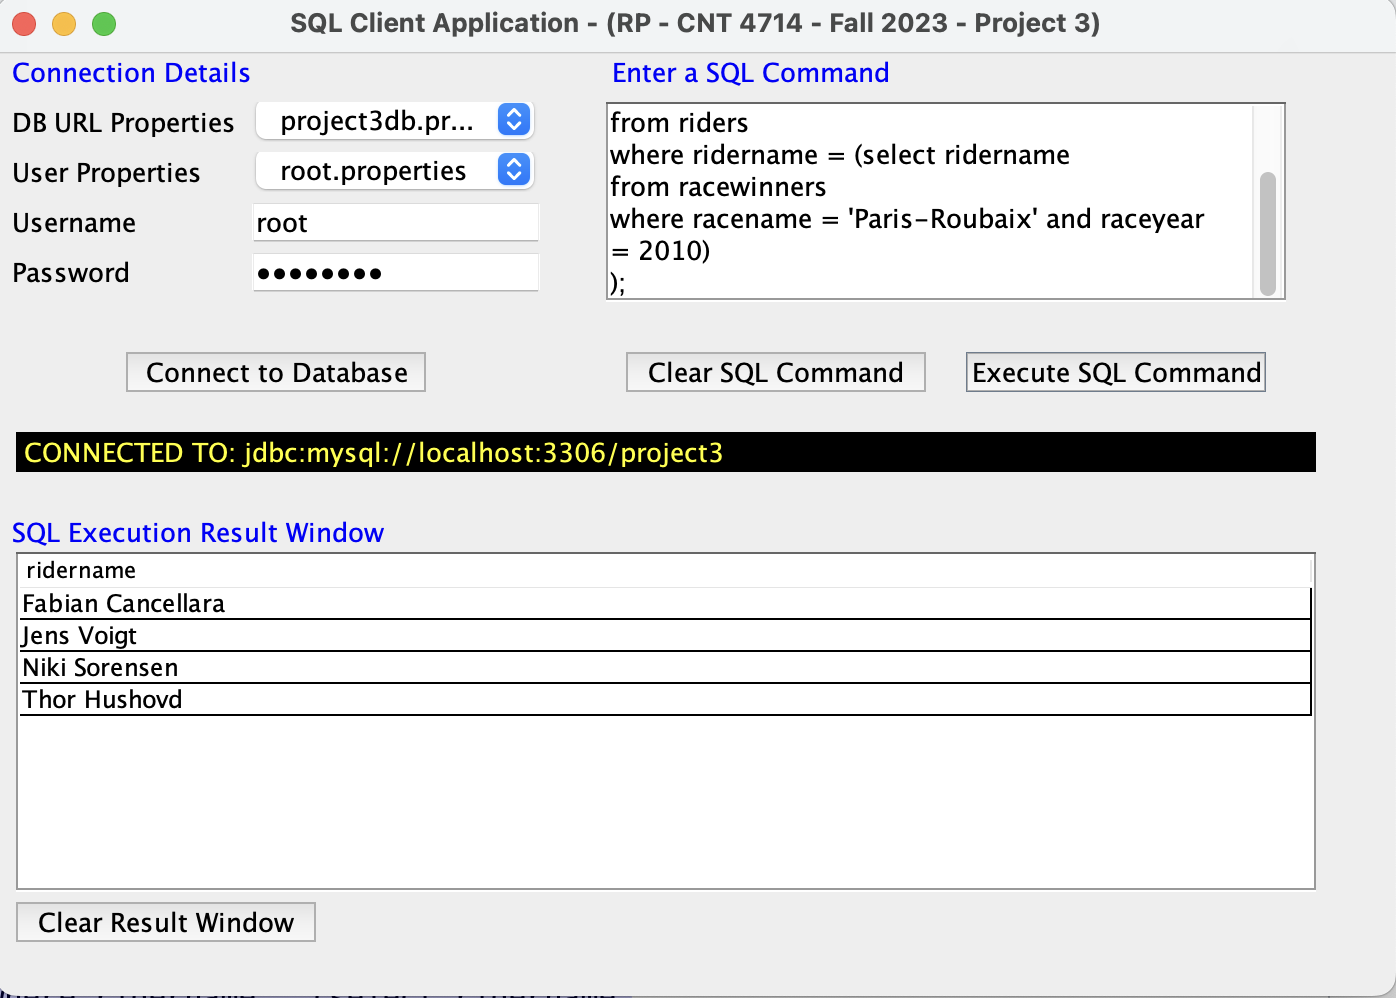 SQL Client Application - (RP - CNT 4714 - Fall 2023 - Project 3)
Connection Details
DB URL Properties
project3db.pr...
User Properties
root.properties
Username
root
Password
Enter a SQL Command
from riders
where ridername = (select ridername
from racewinners
where racename = 'Paris-Roubaix' and raceyear
= 2010)
);
Connect to Database
Clear SQL Command
Execute SQL Command
CONNECTED TO: jdbc:mysql://localhost:3306/project3
SQL Execution Result Window
ridername
Fabian Cancellara
Jens Voigt
Niki Sorensen
Thor Hushovd
Clear Result Window